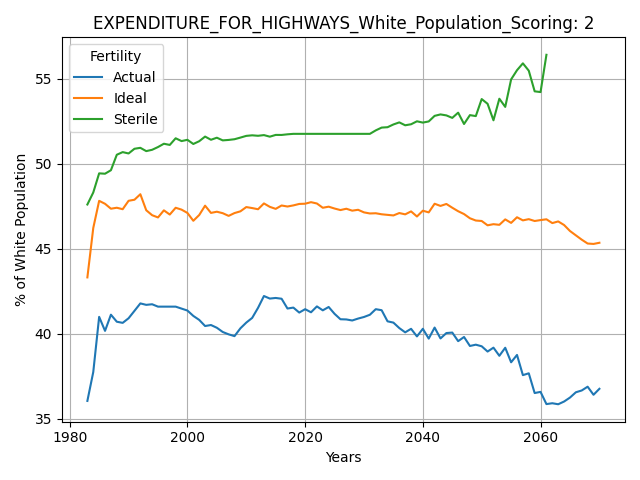 EXPENDITURE_FOR_HIGHWAYS_White_Population_Scoring: 2
Fertility
Actual
Ideal
Sterile
% of White Population
55
50
45
40
35
1980
2000
2020
2040
2060
Years